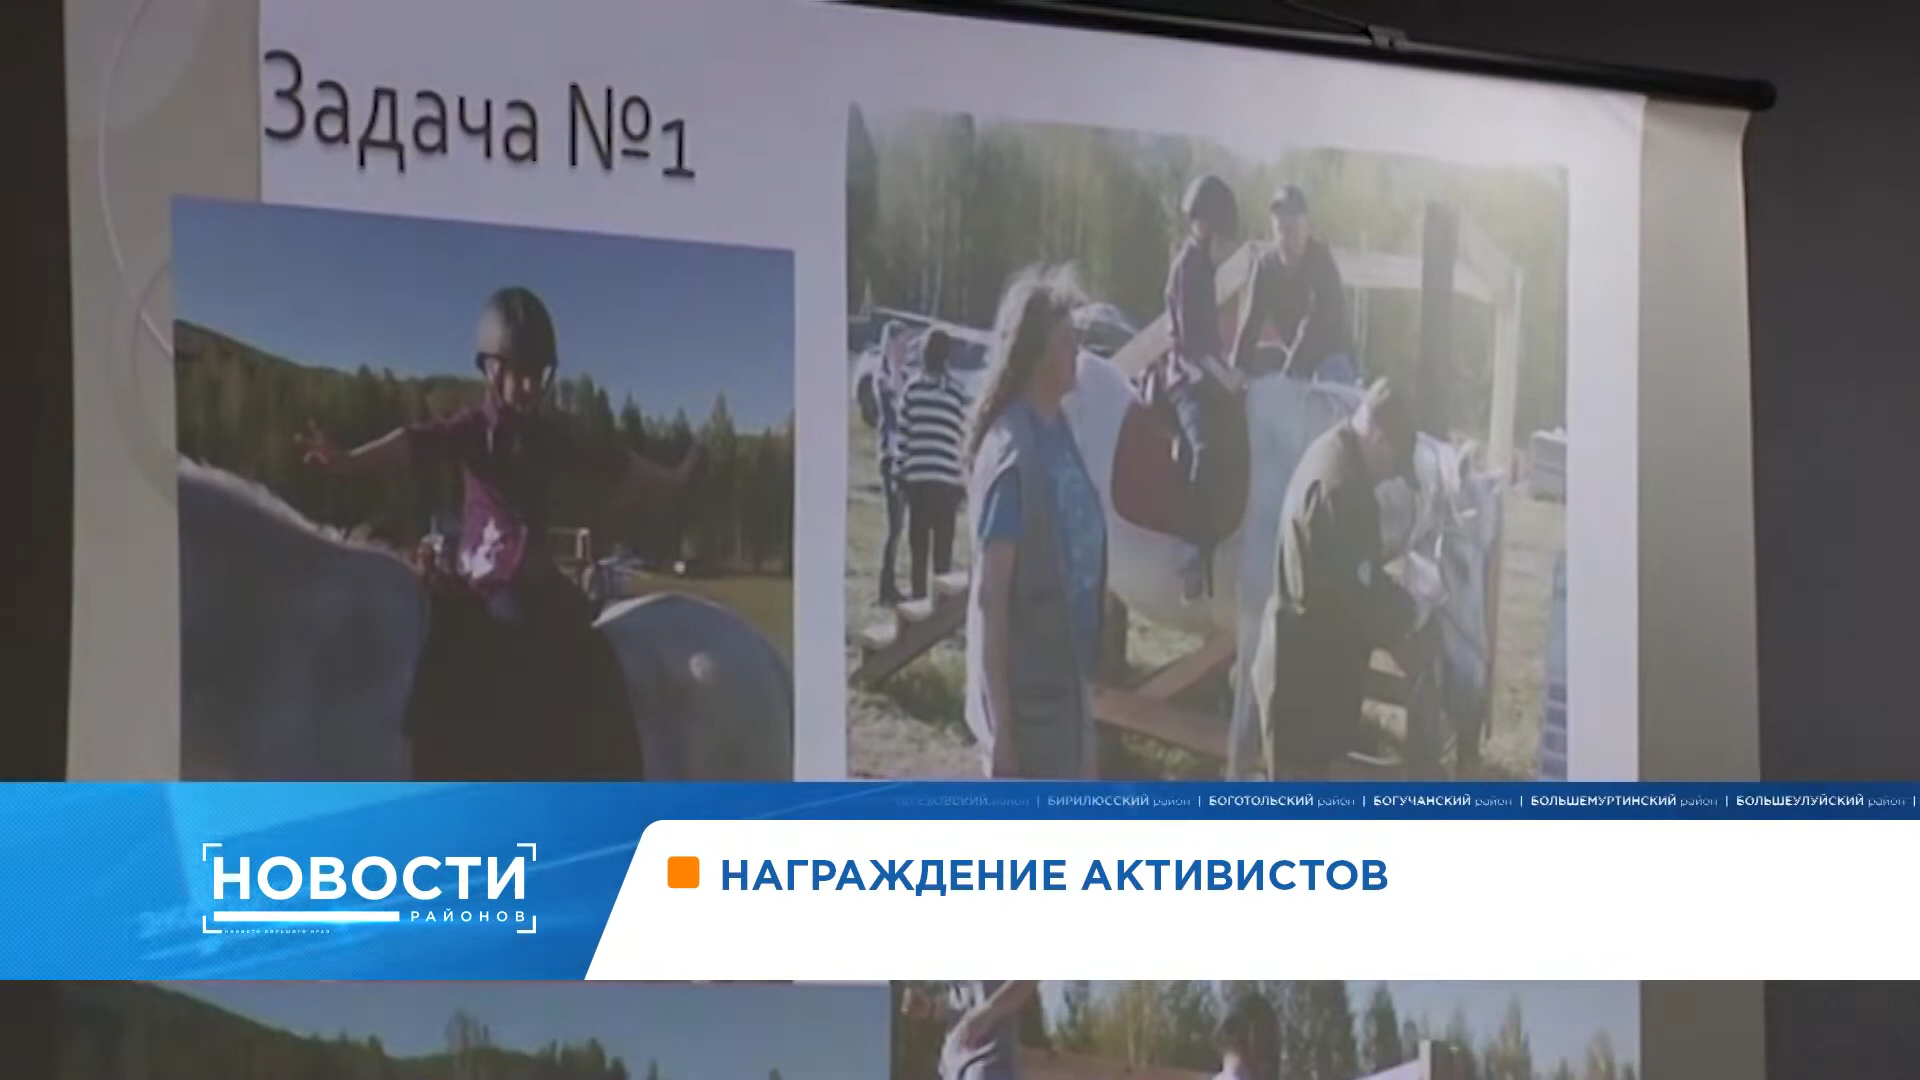 Задача №1
БИРИЛЮССКИЙ район | БОГОТОЛЬСКИЙ район | БОГУЧАНСКИЙ район | БОЛЬШЕМУРТИНСКИЙ район | БОЛЬШЕУЛУЙСКИЙ район |
НОВОСТИ
РАЙОНОВ
НАГРАЖДЕНИЕ АКТИВИСТОВ